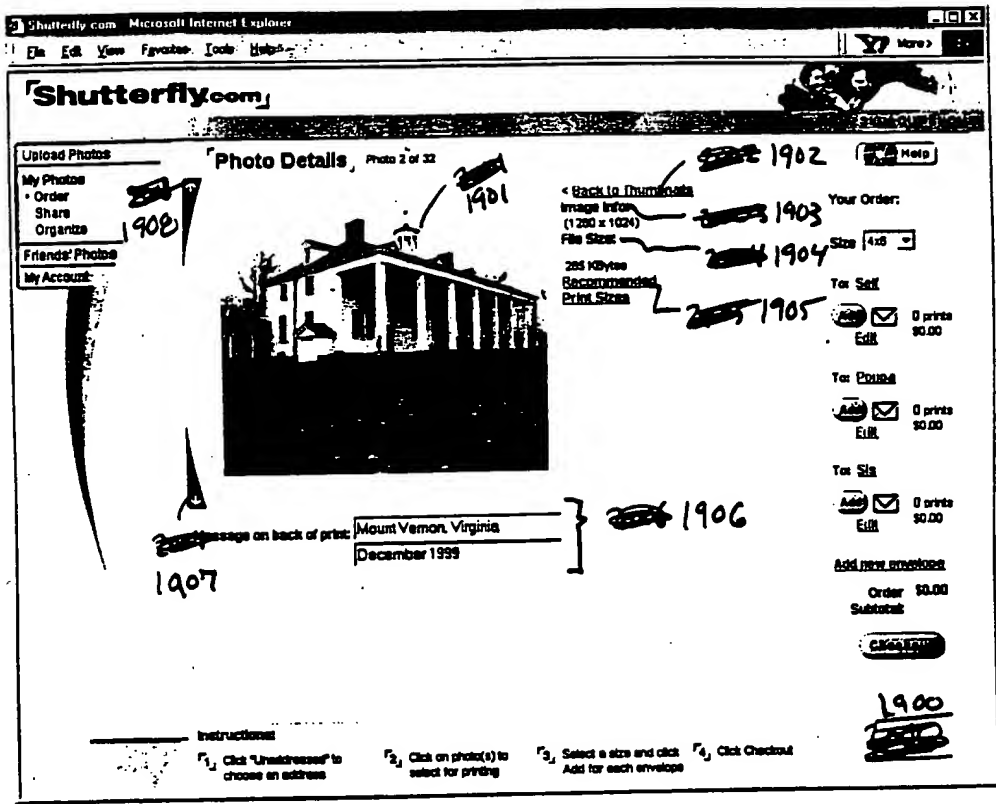 Shutterfly.com Microsoft Internet Explorer
File Edit View Favorites Tools Help
More >
Shutterfly.com
Upload Photos
My Photos
• Order
Share
Organize
Friends' Photos
My Account
1908
Photo Details Photo 2 of 32
1901
1902
< Back to Thumbnails
Image Info:
(1280 x 1024)
1903
File Size:
1904
285 KBytes
Recommended
Print Sizes
1905
Help
Your Order:
Size 4x6
To: Self
Add 0 prints
$0.00
Edit
To:
Add 0 prints
$0.00
Edit
To: Sis
Add 0 prints
$0.00
Edit
Add new envelope
Order $0.00
Subtotal:
Checkout
Message on back of print: Mount Vernon, Virginia
December 1999
1906
1907
1900
Instructions:
1 Click "Unaddressed" to
choose an address
2 Click on photo(s) to
select for printing
3 Select a size and click
Add for each envelope
4 Click Checkout